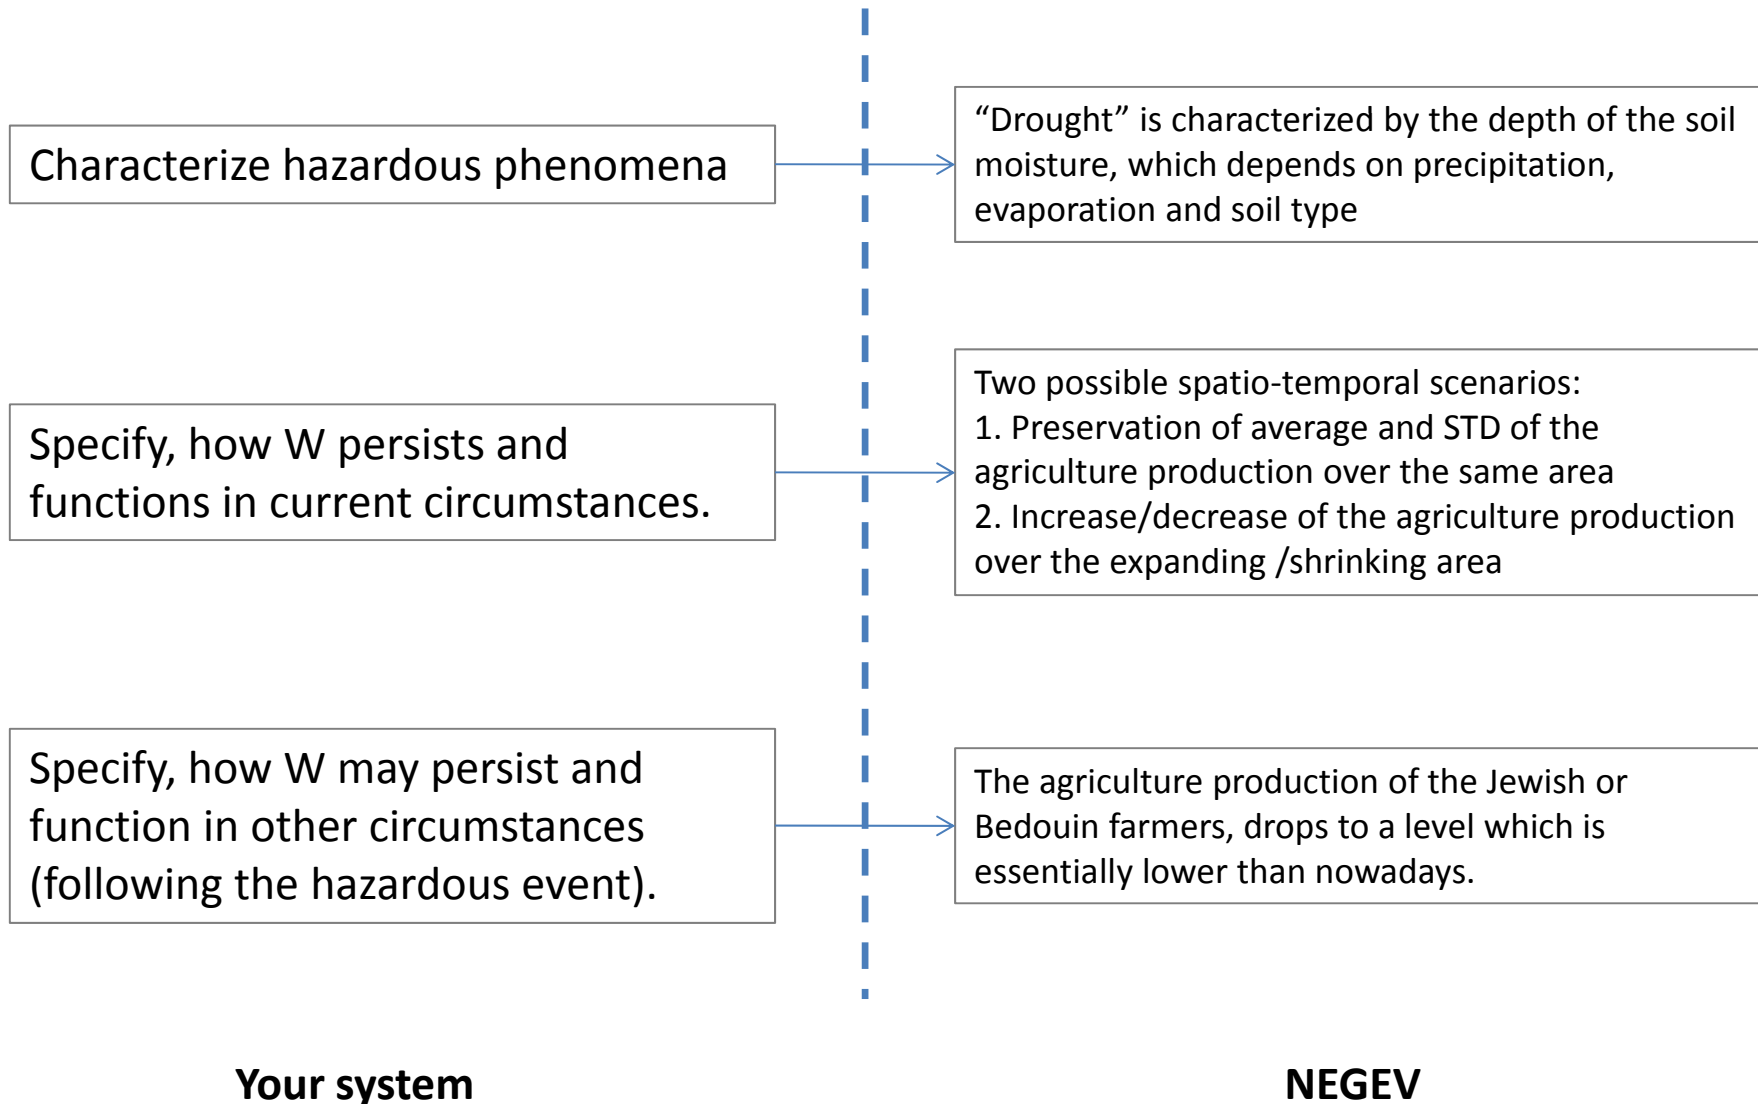 Characterize hazardous phenomena
“Drought” is characterized by the depth of the soil
moisture, which depends on precipitation,
evaporation and soil type
Specify, how W persists and
functions in current circumstances.
Two possible spatio-temporal scenarios:
1. Preservation of average and STD of the
agriculture production over the same area
2. Increase/decrease of the agriculture production
over the expanding /shrinking area
Specify, how W may persist and
function in other circumstances
(following the hazardous event).
The agriculture production of the Jewish or
Bedouin farmers, drops to a level which is
essentially lower than nowadays.
Your system
NEGEV